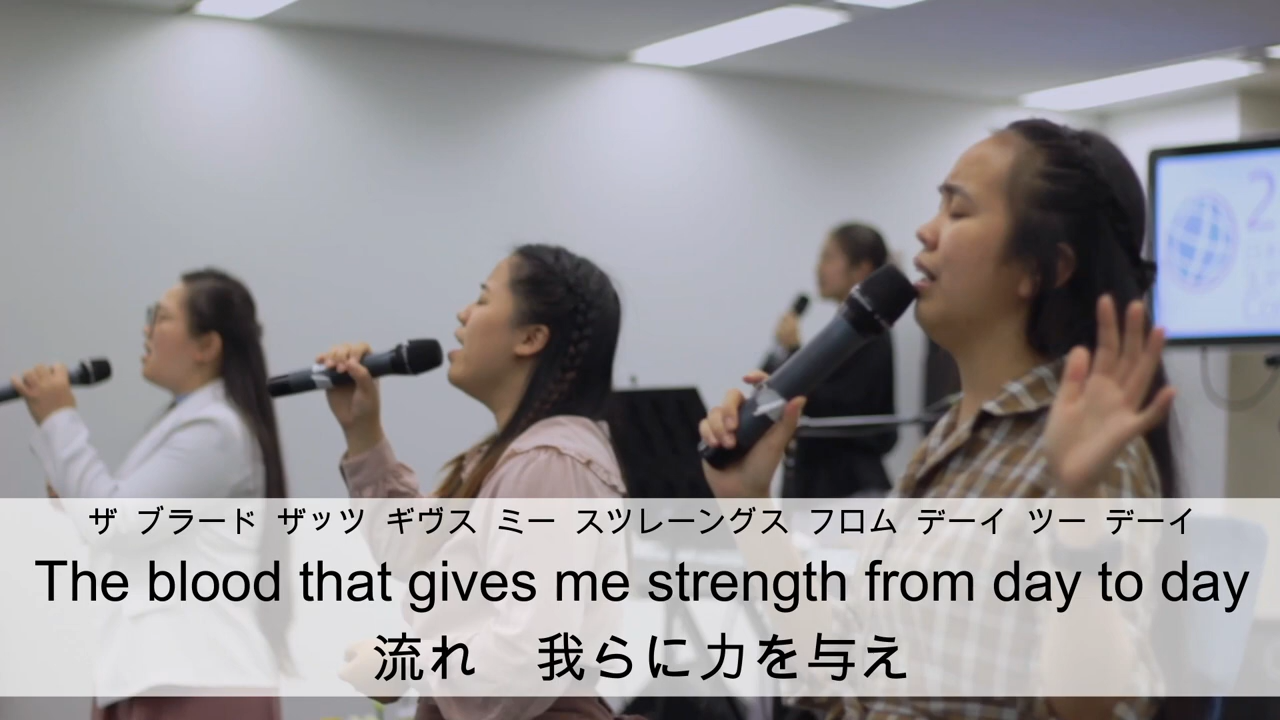 ザ ブラード ザッツ ギヴス ミー スツレーングス フロム デーイ ツー デーイ
The blood that gives me strength from day to day
流れ　我らに力を与え
2